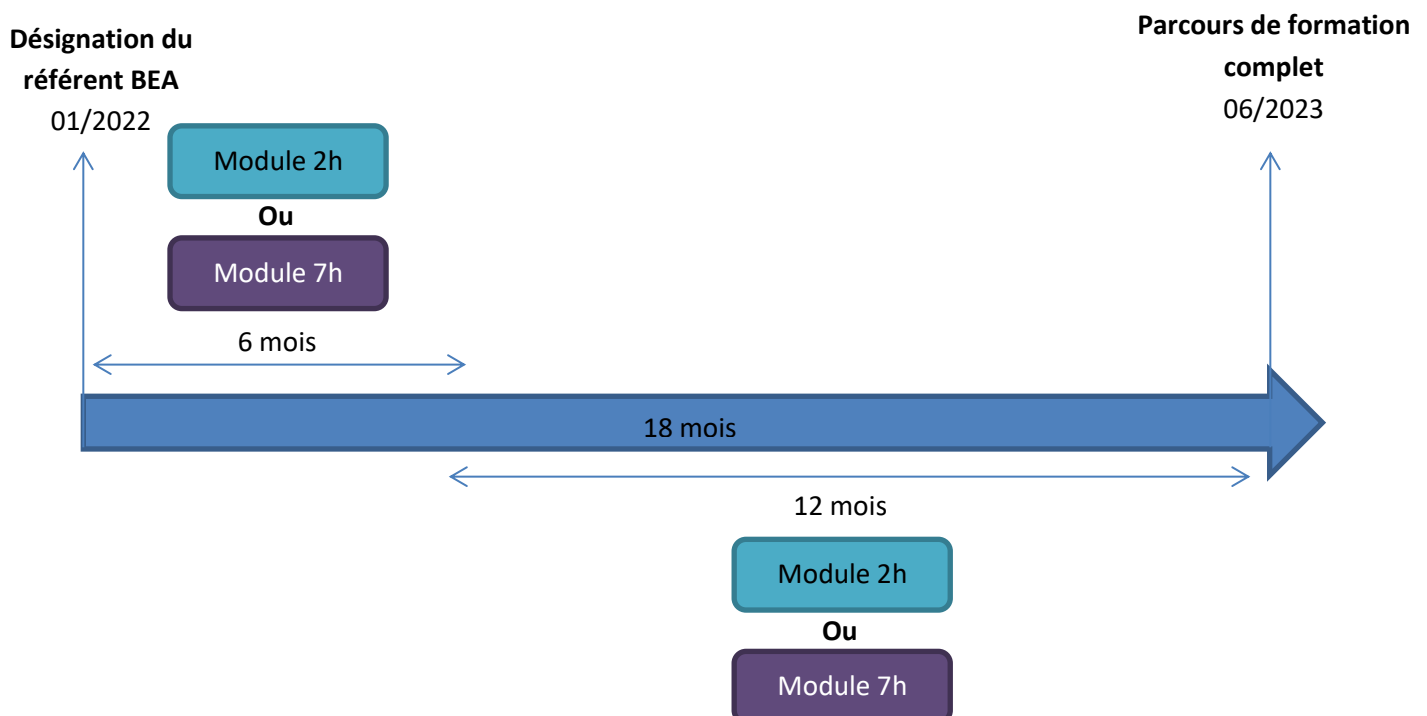 Désignation du
référent BEA
01/2022
Parcours de formation
complet
06/2023
Module 2h
Ou
Module 7h
6 mois
18 mois
12 mois
Module 2h
Ou
Module 7h